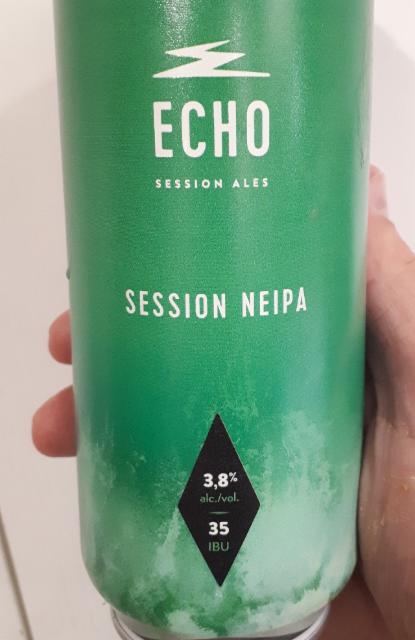 ECHO
SESSION ALES
SESSION NEIPA
3,8%
alc./vol.
35
IBU